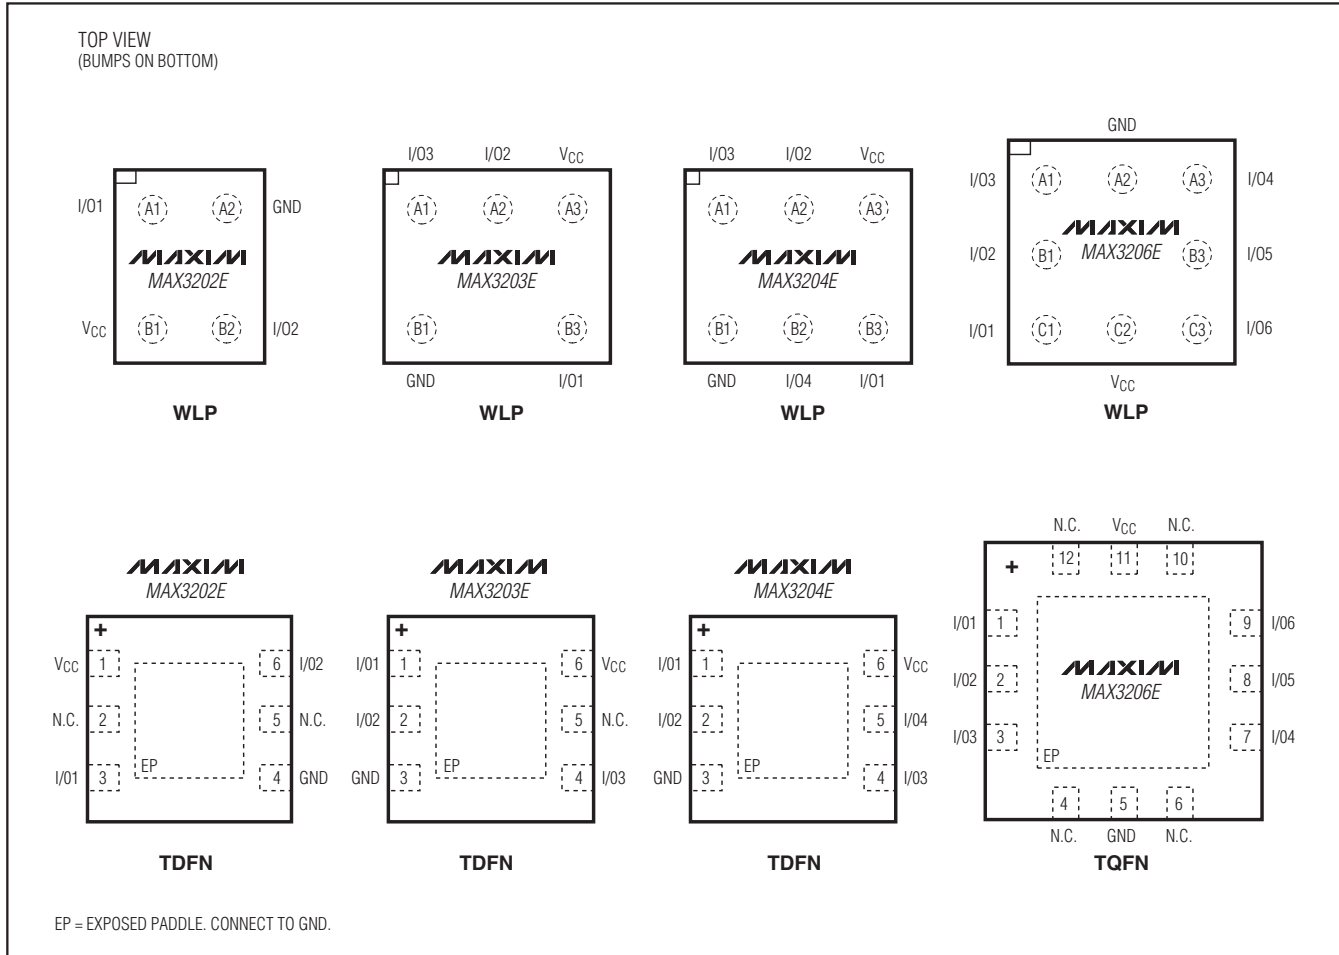 TOP VIEW
(BUMPS ON BOTTOM)
I/O3 I/O2 VCC
I/O3 I/O2 VCC
GND
I/O1 A1 A2 GND
MAXIM
MAX3202E
VCC B1 B2 I/O2
WLP
A1 A2 A3
MAXIM
MAX3203E
B1 B3
GND I/O1
WLP
A1 A2 A3
MAXIM
MAX3204E
B1 B2 B3
GND I/O4 I/O1
WLP
I/O3 A1 A2 A3 I/O4
MAXIM
MAX3206E
I/O2 B1 B3 I/O5
I/O1 C1 C2 C3 I/O6
VCC
WLP
MAXIM
MAX3202E
+
VCC 1 6 I/O2
N.C. 2 5 N.C.
I/O1 3 EP 4 GND
TDFN
MAXIM
MAX3203E
+
I/O1 1 6 VCC
I/O2 2 5 N.C.
GND 3 EP 4 I/O3
TDFN
MAXIM
MAX3204E
+
I/O1 1 6 VCC
I/O2 2 5 I/O4
GND 3 EP 4 I/O3
TDFN
N.C. VCC N.C.
+ 12 11 10
I/O1 1 9 I/O6
MAXIM
I/O2 2 8 I/O5
MAX3206E
I/O3 3 7 I/O4
EP
4 5 6
N.C. GND N.C.
TQFN
EP = EXPOSED PADDLE. CONNECT TO GND.